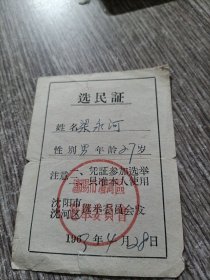 选民証
姓名梁永河
性别男年龄27岁
注意：一、凭証参加选举
二、只准本人使用
沈阳市
沈河区选举委员会发
1963年4月28日